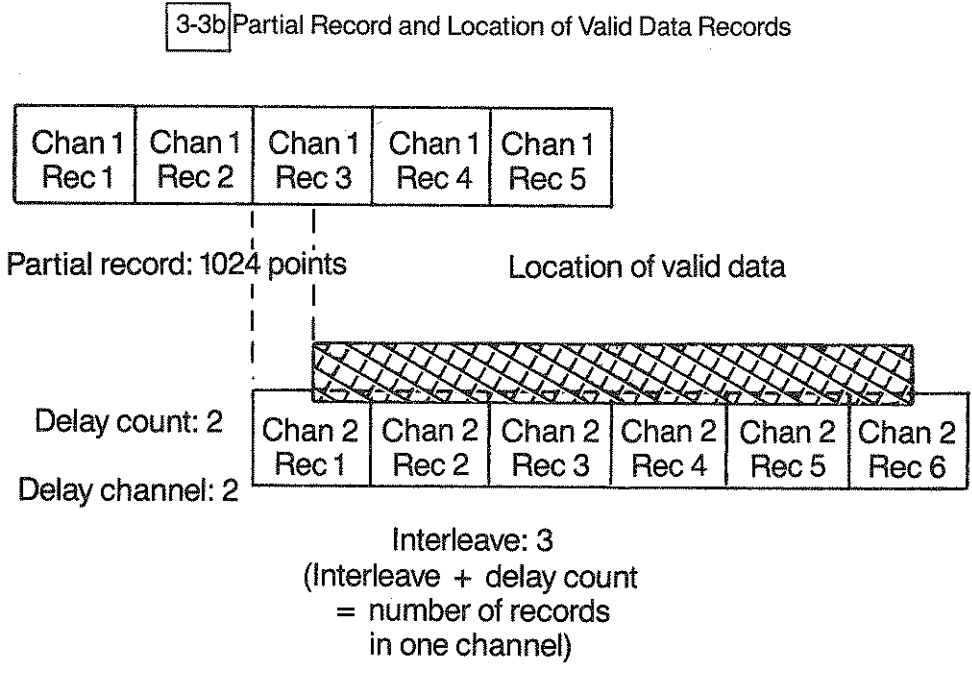 3-3b Partial Record and Location of Valid Data Records
Chan 1 Chan 1 Chan 1 Chan 1 Chan 1
Rec 1 Rec 2 Rec 3 Rec 4 Rec 5
Partial record: 1024 points
Location of valid data
Delay count: 2
Chan 2 Chan 2 Chan 2 Chan 2 Chan 2 Chan 2
Rec 1 Rec 2 Rec 3 Rec 4 Rec 5 Rec 6
Delay channel: 2
Interleave: 3
(Interleave + delay count
= number of records
in one channel)